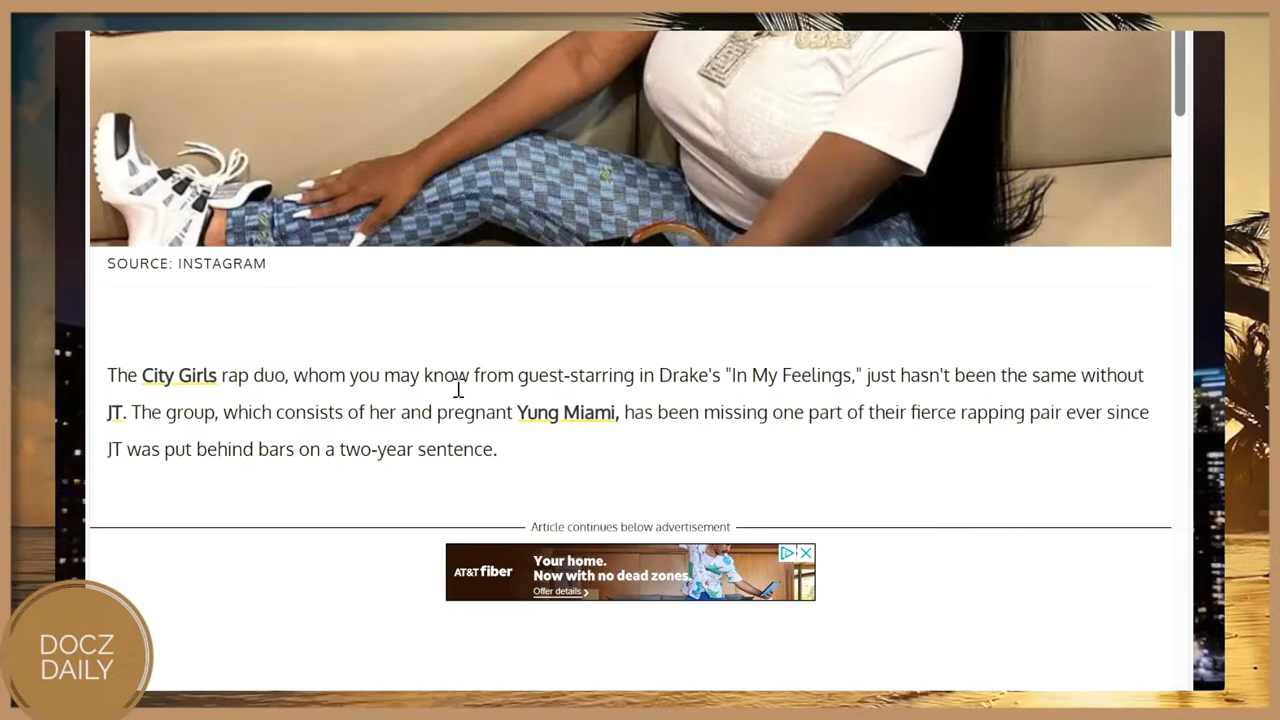 SOURCE: INSTAGRAM
The City Girls rap duo, whom you may know from guest-starring in Drake's "In My Feelings," just hasn't been the same without
JT. The group, which consists of her and pregnant Yung Miami, has been missing one part of their fierce rapping pair ever since
JT was put behind bars on a two-year sentence.
Article continues below advertisement
AT&T fiber
Your home.
Now with no dead zones.
Offer details
DOCZ
DAILY